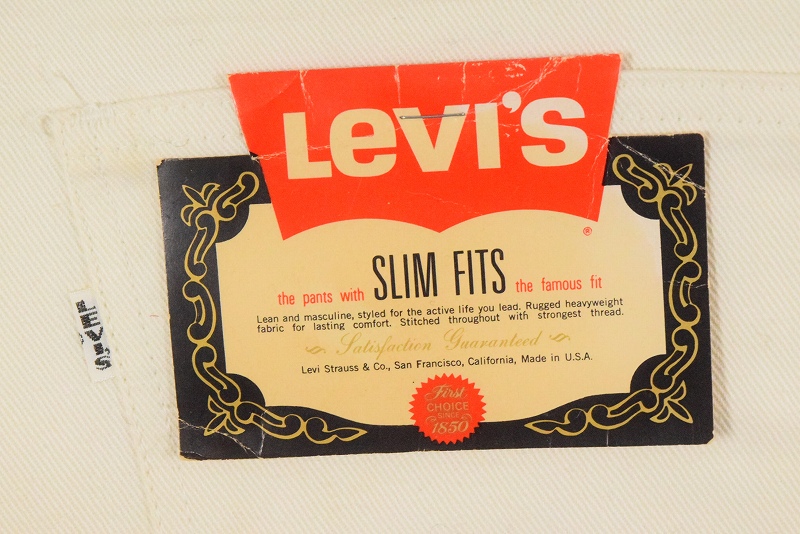 Levi's
®
SLIM FITS
the pants with the famous fit
Lean and masculine, styled for the active life you lead. Rugged heavyweight
fabric for lasting comfort. Stitched throughout with strongest thread.
Satisfaction Guaranteed
Levi Strauss & Co., San Francisco, California, Made in U.S.A.
First
CHOICE
SINCE
1850
LEVI'S